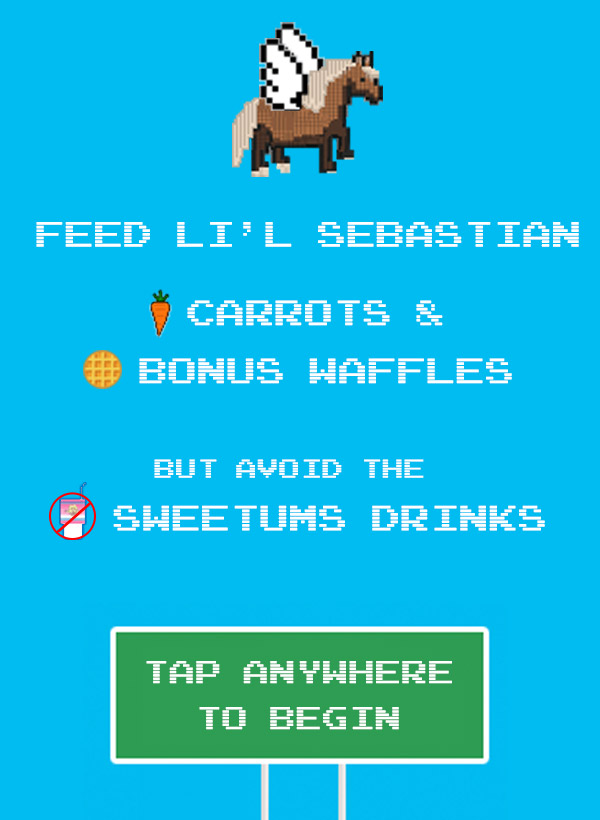 FEED LI'L SEBASTIAN
CARROTS &
BONUS WAFFLES
BUT AVOID THE
SWEETUMS DRINKS
TAP ANYWHERE
TO BEGIN